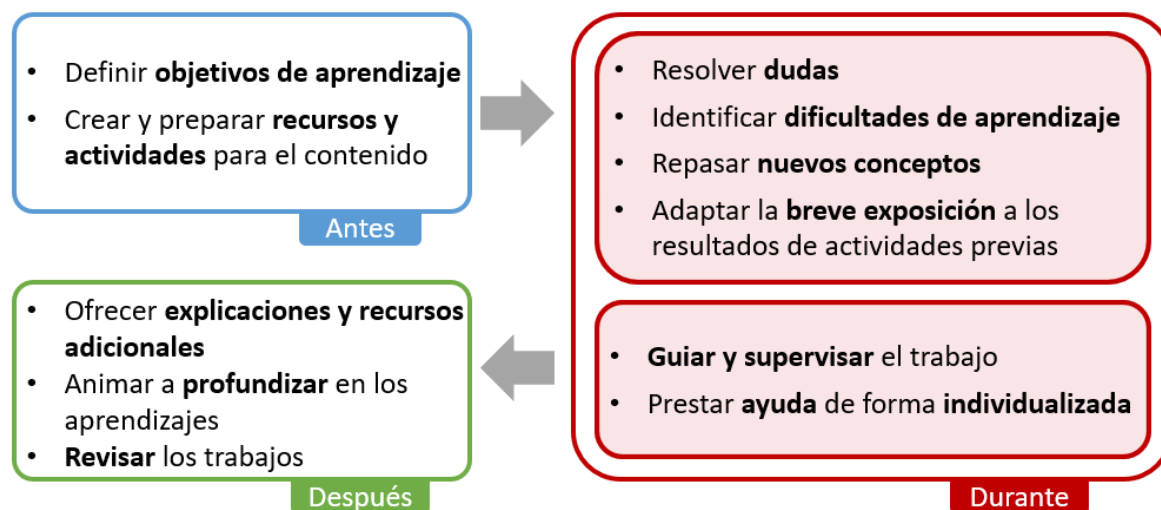 • Definir objetivos de aprendizaje
• Crear y preparar recursos y
actividades para el contenido
Antes
• Resolver dudas
• Identificar dificultades de aprendizaje
• Repasar nuevos conceptos
• Adaptar la breve exposición a los
resultados de actividades previas
• Guiar y supervisar el trabajo
• Prestar ayuda de forma individualizada
Durante
• Ofrecer explicaciones y recursos
adicionales
• Animar a profundizar en los
aprendizajes
• Revisar los trabajos
Después